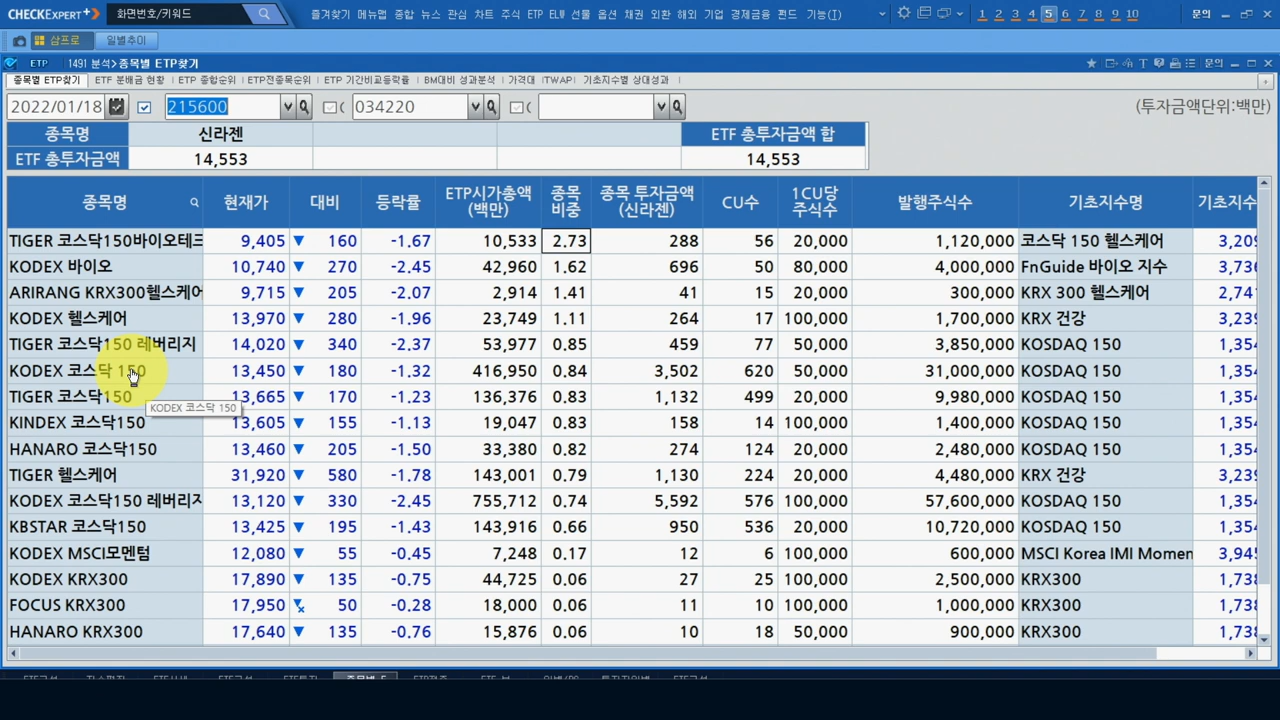 CHECKEXPERT+ 화면번호/키워드 즐겨찾기 메뉴맵 종합 뉴스 관심 차트 주식 ETP ELW 선물 옵션 채권 외환 해외 기업 경제금융 펀드 기능(I) 1 2 3 4 5 6 7 8 9 10 문의
삼프로 일별추이
ETP 1491 분석>종목별 ETP찾기 문의
종목별 ETP찾기 ETF 분배금 현황 ETP 종합순위 ETP전종목순위 ETP 기간비교등락률 BM대비 성과분석 가격대 TWAP 기초지수별 상대성과
2022/01/18 215600 ( 034220 ( (투자금액단위:백만)
종목명 신라젠 ETF 총투자금액 합
ETF 총투자금액 14,553 14,553
종목명 현재가 대비 등락률 ETP시가총액 (백만) 종목 비중 종목 투자금액 (신라젠) CU수 1CU당 주식수 발행주식수 기초지수명 기초지수
TIGER 코스닥150바이오테크 9,405 ▼ 160 -1.67 10,533 2.73 288 56 20,000 1,120,000 코스닥 150 헬스케어 3,209
KODEX 바이오 10,740 ▼ 270 -2.45 42,960 1.62 696 50 80,000 4,000,000 FnGuide 바이오 지수 3,736
ARIRANG KRX300헬스케어 9,715 ▼ 205 -2.07 2,914 1.41 41 15 20,000 300,000 KRX 300 헬스케어 2,741
KODEX 헬스케어 13,970 ▼ 280 -1.96 23,749 1.11 264 17 100,000 1,700,000 KRX 건강 3,239
TIGER 코스닥150 레버리지 14,020 ▼ 340 -2.37 53,977 0.85 459 77 50,000 3,850,000 KOSDAQ 150 1,354
KODEX 코스닥 150 13,450 ▼ 180 -1.32 416,950 0.84 3,502 620 50,000 31,000,000 KOSDAQ 150 1,354
TIGER 코스닥150 13,665 ▼ 170 -1.23 136,376 0.83 1,132 499 20,000 9,980,000 KOSDAQ 150 1,354
KODEX 코스닥 150
KINDEX 코스닥150 13,605 ▼ 155 -1.13 19,047 0.83 158 14 100,000 1,400,000 KOSDAQ 150 1,354
HANARO 코스닥150 13,460 ▼ 205 -1.50 33,380 0.82 274 124 20,000 2,480,000 KOSDAQ 150 1,354
TIGER 헬스케어 31,920 ▼ 580 -1.78 143,001 0.79 1,130 224 20,000 4,480,000 KRX 건강 3,239
KODEX 코스닥150 레버리지 13,120 ▼ 330 -2.45 755,712 0.74 5,592 576 100,000 57,600,000 KOSDAQ 150 1,354
KBSTAR 코스닥150 13,425 ▼ 195 -1.43 143,916 0.66 950 536 20,000 10,720,000 KOSDAQ 150 1,354
KODEX MSCI모멘텀 12,080 ▼ 55 -0.45 7,248 0.17 12 6 100,000 600,000 MSCI Korea IMI Momen 3,945
KODEX KRX300 17,890 ▼ 135 -0.75 44,725 0.06 27 25 100,000 2,500,000 KRX300 1,738
FOCUS KRX300 17,950 ▼ 50 -0.28 18,000 0.06 11 10 100,000 1,000,000 KRX300 1,738
HANARO KRX300 17,640 ▼ 135 -0.76 15,876 0.06 10 18 50,000 900,000 KRX300 1,738